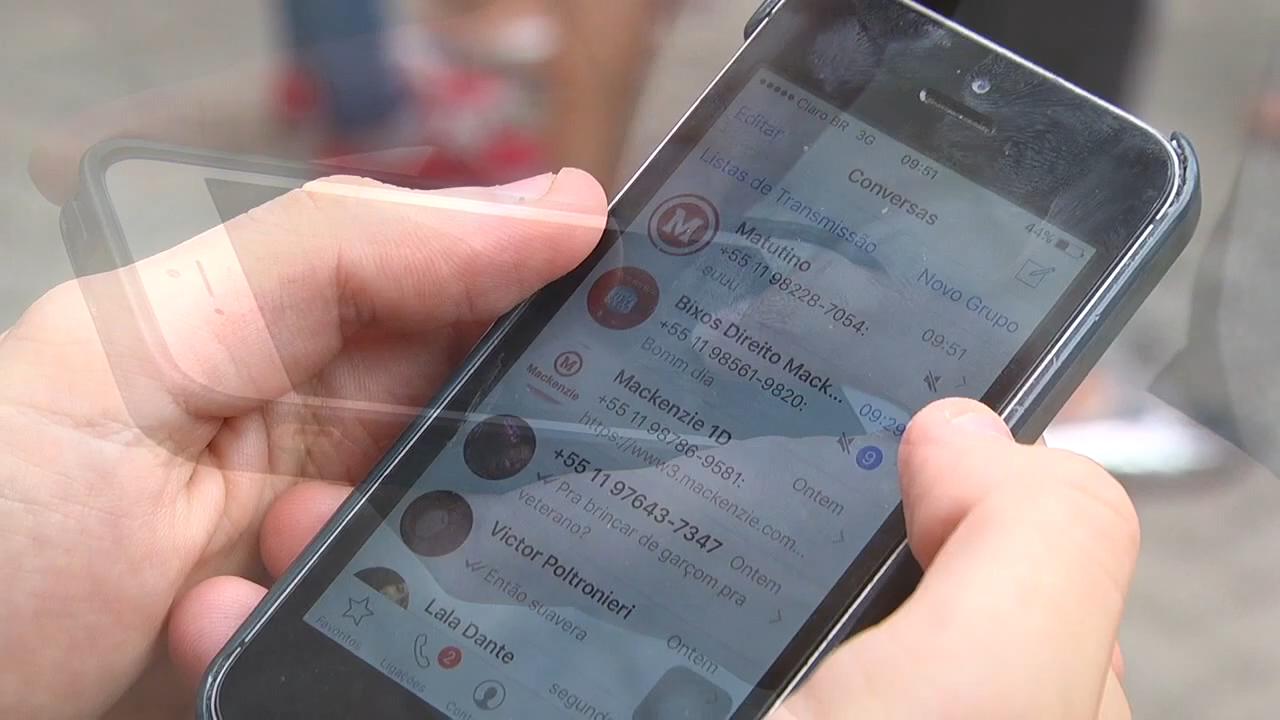 Claro BR 3G 09:51 44%
Editar Conversas
Listas de Transmissão Novo Grupo
Matutino 09:51
+55 11 98228-7054:
euuu
Bixos Direito Mack... 09:29
+55 11 98561-9820:
Bomm dia 9
Mackenzie
Mackenzie 1D Ontem
+55 11 98786-9581:
https://www3.mackenzie.com...
+55 11 97643-7347 Ontem
Pra brincar de garçom,pra
veterano?
Victor Poltronieri Ontem
Então suavera
Lala Dante segund
Favoritos
Ligações 2